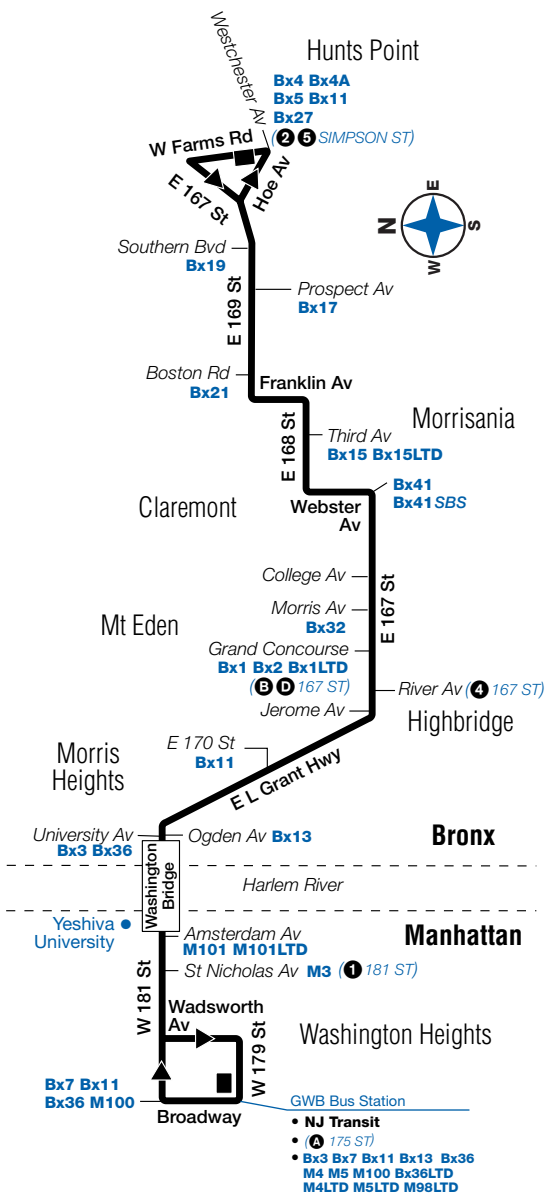 Hunts Point
Westchester Av
Bx4 Bx4A
Bx5 Bx11
Bx27
(2 5 SIMPSON ST)
W Farms Rd
E 167 St
Hoe Av
N E S W
Southern Blvd
Bx19
Prospect Av
Bx17
E 169 St
Boston Rd
Bx21
Franklin Av
E 168 St
Morrisania
Third Av
Bx15 Bx15LTD
Claremont
Webster
Av
Bx41
Bx41 SBS
College Av
E 167 St
Morris Av
Bx32
Mt Eden
Grand Concourse
Bx1 Bx2 Bx1LTD
(B D 167 ST)
River Av (4 167 ST)
Jerome Av
Highbridge
E 170 St
Bx11
Morris
Heights
E L Grant Hwy
University Av
Bx3 Bx36
Ogden Av Bx13
Bronx
Washington
Bridge
Harlem River
Yeshiva
University
Manhattan
Amsterdam Av
M101 M101LTD
St Nicholas Av M3 (1 181 ST)
W 181 St
Wadsworth
Av
W 179 St
Washington Heights
Bx7 Bx11
Bx36 M100
Broadway
GWB Bus Station
• NJ Transit
• (A 175 ST)
• Bx3 Bx7 Bx11 Bx13 Bx36
M4 M5 M100 Bx36LTD
M4LTD M5LTD M98LTD